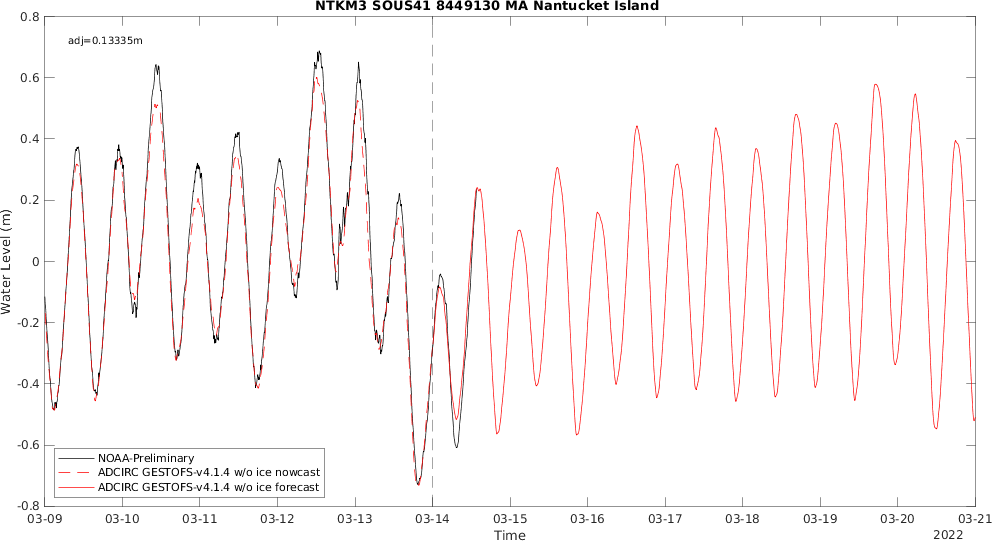 NTKM3 SOUS41 8449130 MA Nantucket Island
adj=0.13335m
0.8
0.6
0.4
0.2
0
-0.2
-0.4
-0.6
-0.8
Water Level (m)
NOAA-Preliminary
ADCIRC GESTOFS-v4.1.4 w/o ice nowcast
ADCIRC GESTOFS-v4.1.4 w/o ice forecast
03-09 03-10 03-11 03-12 03-13 03-14 03-15 03-16 03-17 03-18 03-19 03-20 03-21
Time
2022